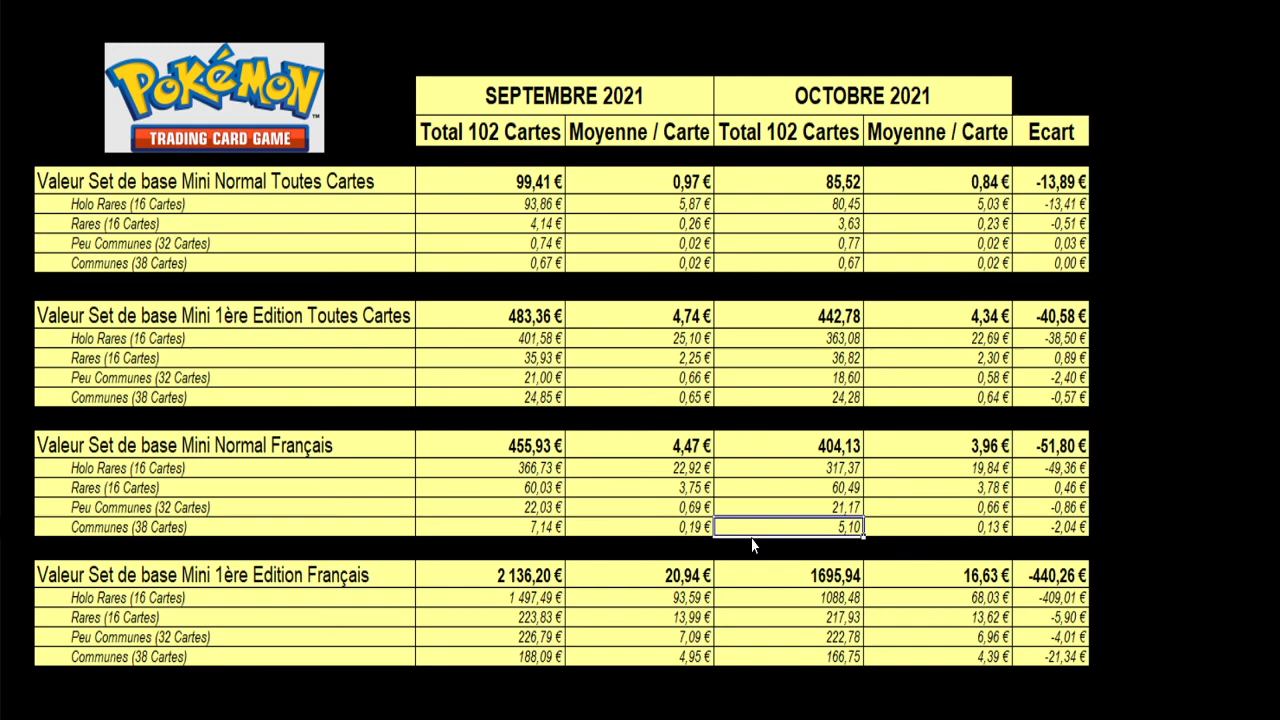 POKéMON
™
TRADING CARD GAME
SEPTEMBRE 2021 OCTOBRE 2021
Total 102 Cartes Moyenne / Carte Total 102 Cartes Moyenne / Carte Ecart
Valeur Set de base Mini Normal Toutes Cartes 99,41 € 0,97 € 85,52 0,84 € -13,89 €
Holo Rares (16 Cartes) 93,86 € 5,87 € 80,45 5,03 € -13,41 €
Rares (16 Cartes) 4,14 € 0,26 € 3,63 0,23 € -0,51 €
Peu Communes (32 Cartes) 0,74 € 0,02 € 0,77 0,02 € 0,03 €
Communes (38 Cartes) 0,67 € 0,02 € 0,67 0,02 € 0,00 €
Valeur Set de base Mini 1ère Edition Toutes Cartes 483,36 € 4,74 € 442,78 4,34 € -40,58 €
Holo Rares (16 Cartes) 401,58 € 25,10 € 363,08 22,69 € -38,50 €
Rares (16 Cartes) 35,93 € 2,25 € 36,82 2,30 € 0,89 €
Peu Communes (32 Cartes) 21,00 € 0,66 € 18,60 0,58 € -2,40 €
Communes (38 Cartes) 24,85 € 0,65 € 24,28 0,64 € -0,57 €
Valeur Set de base Mini Normal Français 455,93 € 4,47 € 404,13 3,96 € -51,80 €
Holo Rares (16 Cartes) 366,73 € 22,92 € 317,37 19,84 € -49,36 €
Rares (16 Cartes) 60,03 € 3,75 € 60,49 3,78 € 0,46 €
Peu Communes (32 Cartes) 22,03 € 0,69 € 21,17 0,66 € -0,86 €
Communes (38 Cartes) 7,14 € 0,19 € 5,10 0,13 € -2,04 €
Valeur Set de base Mini 1ère Edition Français 2 136,20 € 20,94 € 1695,94 16,63 € -440,26 €
Holo Rares (16 Cartes) 1 497,49 € 93,59 € 1088,48 68,03 € -409,01 €
Rares (16 Cartes) 223,83 € 13,99 € 217,93 13,62 € -5,90 €
Peu Communes (32 Cartes) 226,79 € 7,09 € 222,78 6,96 € -4,01 €
Communes (38 Cartes) 188,09 € 4,95 € 166,75 4,39 € -21,34 €